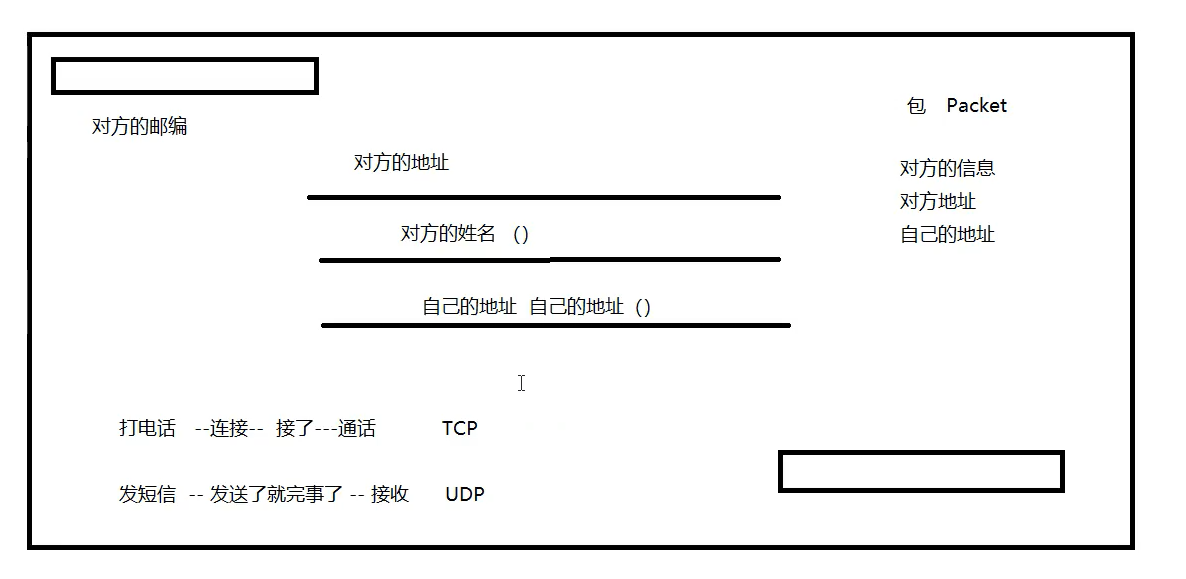 对方的邮编
包 Packet
对方的地址
对方的信息
对方地址
对方的姓名 ()
自己的地址
自己的地址 自己的地址 ()
打电话 --连接-- 接了---通话 TCP
发短信 -- 发送了就完事了 -- 接收 UDP